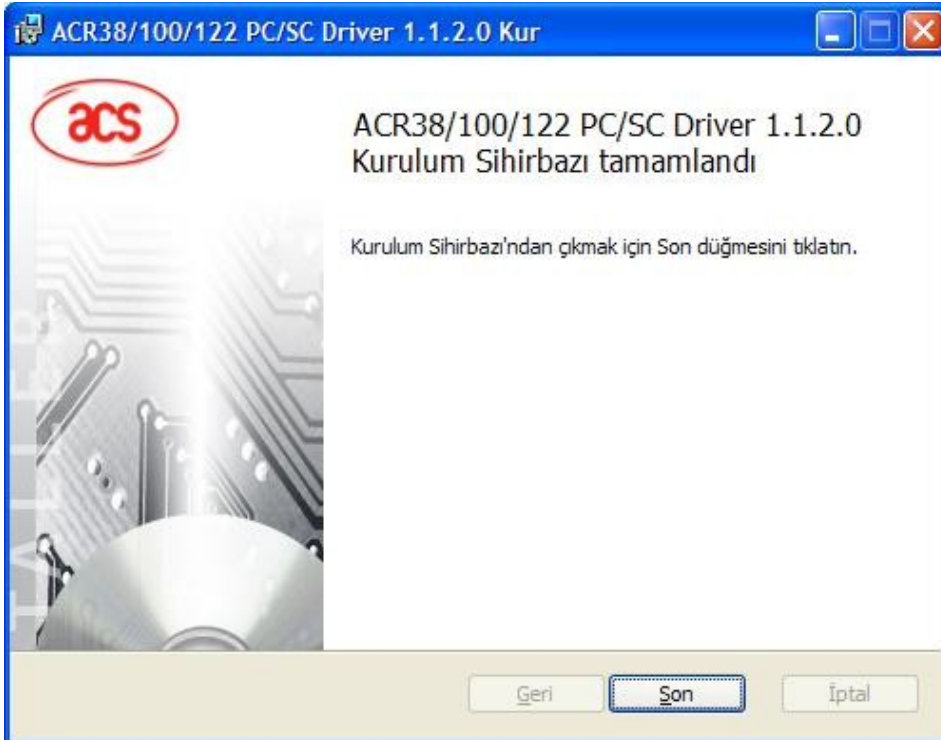 ACR38/100/122 PC/SC Driver 1.1.2.0 Kur
acs
ACR38/100/122 PC/SC Driver 1.1.2.0
Kurulum Sihirbazı tamamlandı
Kurulum Sihirbazı'ndan çıkmak için Son düğmesini tıklatın.
Geri
Son
İptal